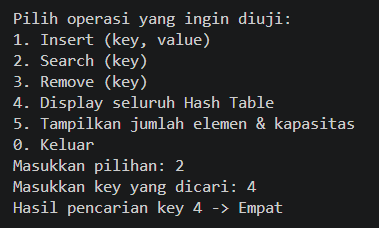 Pilih operasi yang ingin diuji:
1. Insert (key, value)
2. Search (key)
3. Remove (key)
4. Display seluruh Hash Table
5. Tampilkan jumlah elemen & kapasitas
0. Keluar
Masukkan pilihan: 2
Masukkan key yang dicari: 4
Hasil pencarian key 4 -> Empat